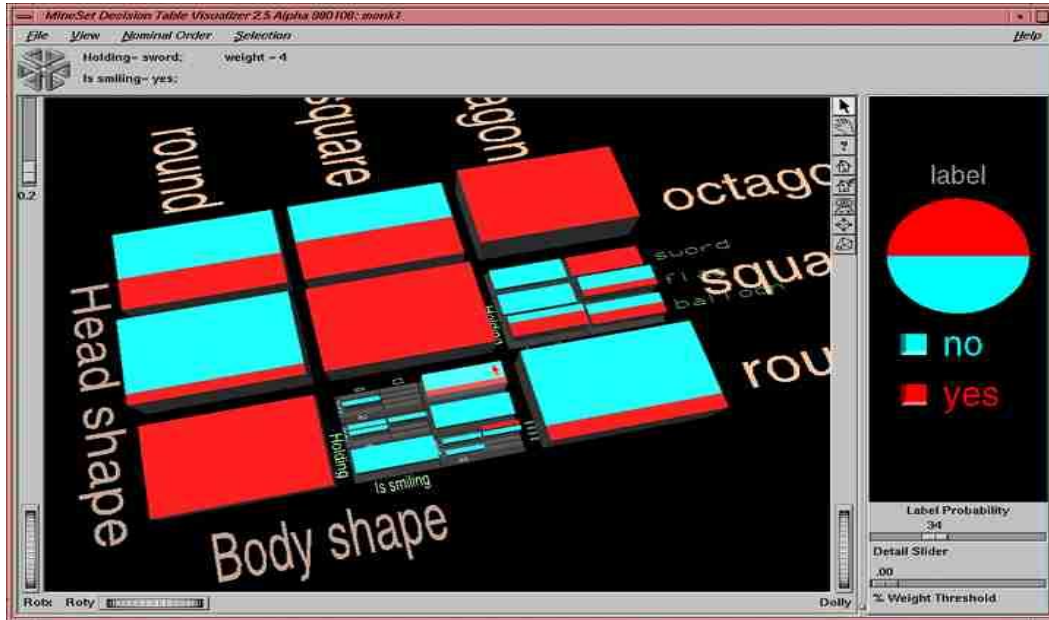 MineSet Decision Table Visualizer 2.5 Alpha 980106: monk1
File View Nominal Order Selection Help
Holding= sword; weight = 4
Is smiling= yes;
0.2
round
square
octago
sword
squa
balloon
rou
Holding
Holding
Is smiling
Head shape
Body shape
label
no
yes
Label Probability
34
Detail Slider
.00
% Weight Threshold
Rotx Roty
Dolly